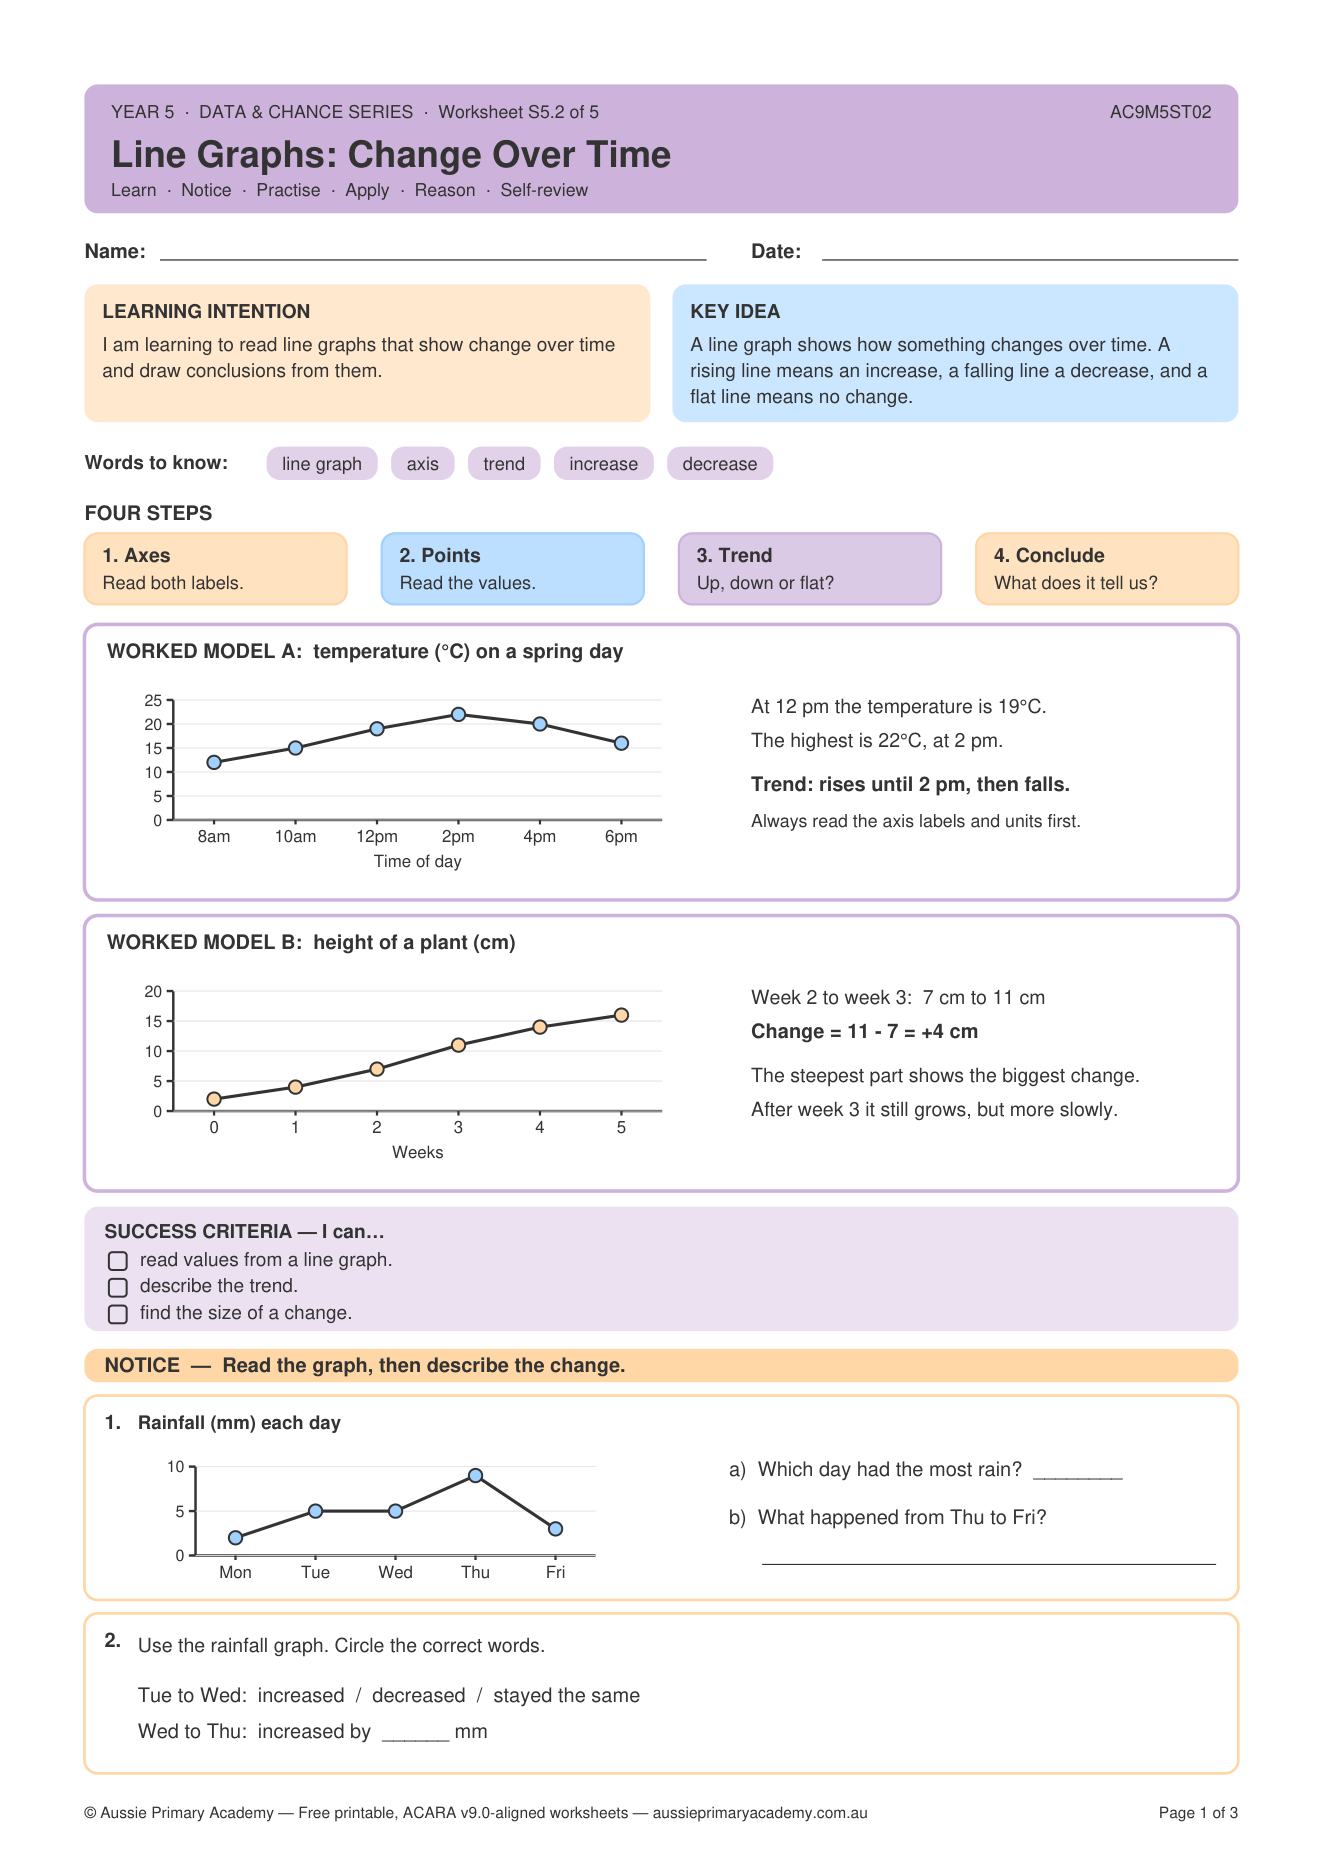 YEAR 5 · DATA & CHANCE SERIES · Worksheet S5.2 of 5 AC9M5ST02
Line Graphs: Change Over Time
Learn · Notice · Practise · Apply · Reason · Self-review
Name: Date:
LEARNING INTENTION
I am learning to read line graphs that show change over time
and draw conclusions from them.
KEY IDEA
A line graph shows how something changes over time. A
rising line means an increase, a falling line a decrease, and a
flat line means no change.
Words to know: line graph axis trend increase decrease
FOUR STEPS
1. Axes
Read both labels.
2. Points
Read the values.
3. Trend
Up, down or flat?
4. Conclude
What does it tell us?
WORKED MODEL A: temperature (°C) on a spring day
25
20
15
10
5
0
8am 10am 12pm 2pm 4pm 6pm
Time of day
At 12 pm the temperature is 19°C.
The highest is 22°C, at 2 pm.
Trend: rises until 2 pm, then falls.
Always read the axis labels and units first.
WORKED MODEL B: height of a plant (cm)
20
15
10
5
0
0 1 2 3 4 5
Weeks
Week 2 to week 3: 7 cm to 11 cm
Change = 11 - 7 = +4 cm
The steepest part shows the biggest change.
After week 3 it still grows, but more slowly.
SUCCESS CRITERIA — I can…
read values from a line graph.
describe the trend.
find the size of a change.
NOTICE — Read the graph, then describe the change.
1. Rainfall (mm) each day
10
5
0
Mon Tue Wed Thu Fri
a) Which day had the most rain? ________
b) What happened from Thu to Fri?
2. Use the rainfall graph. Circle the correct words.
Tue to Wed: increased / decreased / stayed the same
Wed to Thu: increased by ______ mm
© Aussie Primary Academy — Free printable, ACARA v9.0-aligned worksheets — aussieprimaryacademy.com.au Page 1 of 3